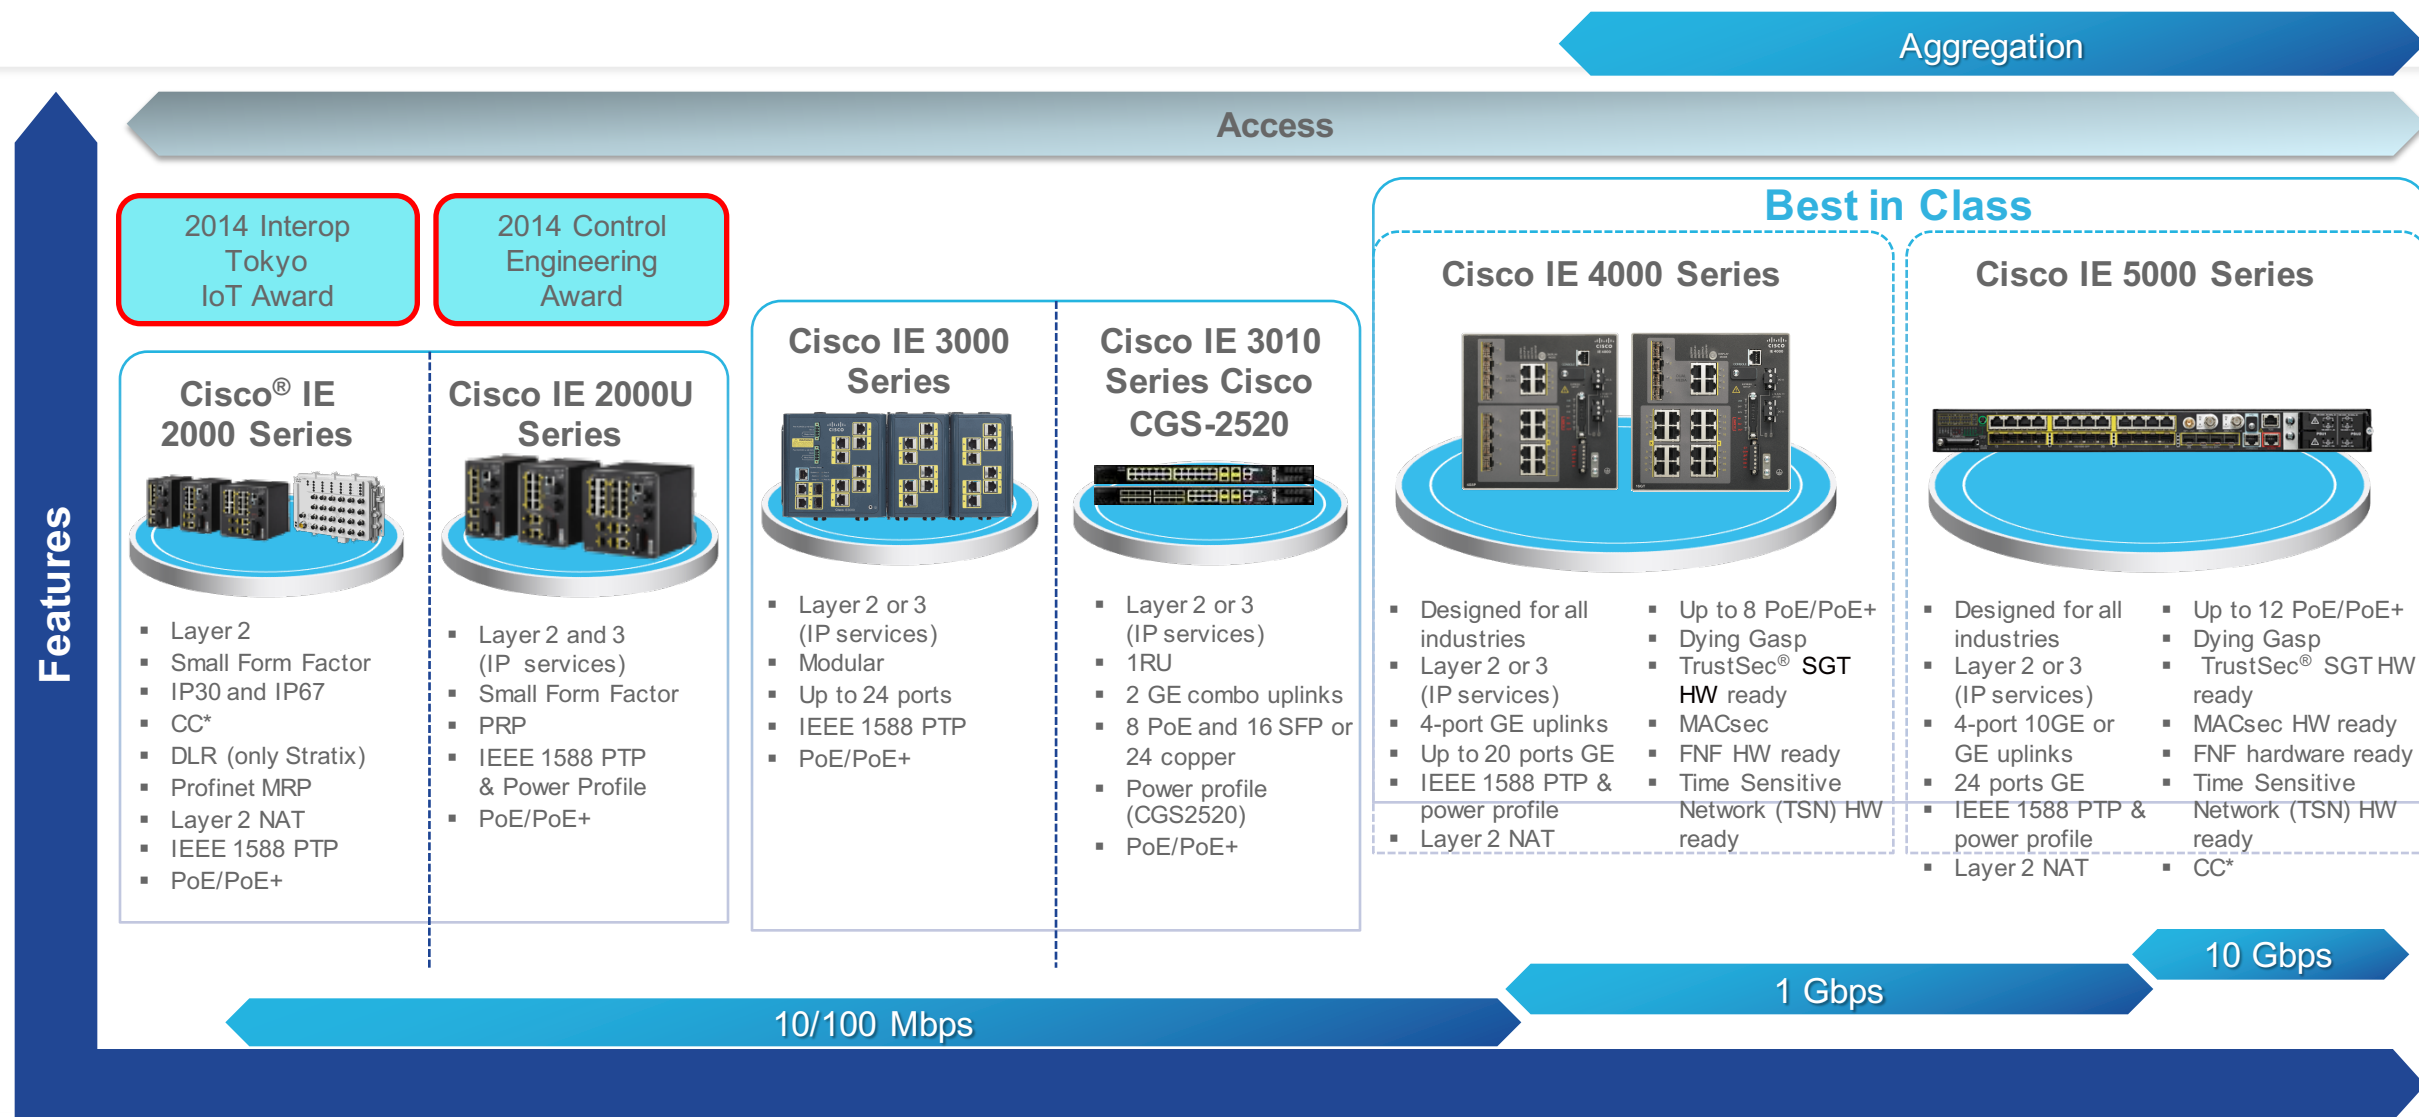 Aggregation
Access
Features
2014 Interop
Tokyo
IoT Award
2014 Control
Engineering
Award
Cisco® IE
2000 Series
▪ Layer 2
▪ Small Form Factor
▪ IP30 and IP67
▪ CC*
▪ DLR (only Stratix)
▪ Profinet MRP
▪ Layer 2 NAT
▪ IEEE 1588 PTP
▪ PoE/PoE+
Cisco IE 2000U
Series
▪ Layer 2 and 3
(IP services)
▪ Small Form Factor
▪ PRP
▪ IEEE 1588 PTP
& Power Profile
▪ PoE/PoE+
Cisco IE 3000
Series
▪ Layer 2 or 3
(IP services)
▪ Modular
▪ Up to 24 ports
▪ IEEE 1588 PTP
▪ PoE/PoE+
Cisco IE 3010
Series Cisco
CGS-2520
▪ Layer 2 or 3
(IP services)
▪ 1RU
▪ 2 GE combo uplinks
▪ 8 PoE and 16 SFP or
24 copper
▪ Power profile
(CGS2520)
▪ PoE/PoE+
Best in Class
Cisco IE 4000 Series
CISCO
IE 4000
CISCO
IE 4000
▪ Designed for all
industries
▪ Layer 2 or 3
(IP services)
▪ 4-port GE uplinks
▪ Up to 20 ports GE
▪ IEEE 1588 PTP &
power profile
▪ Layer 2 NAT
▪ Up to 8 PoE/PoE+
▪ Dying Gasp
▪ TrustSec® SGT
HW ready
▪ MACsec
▪ FNF HW ready
▪ Time Sensitive
Network (TSN) HW
ready
Cisco IE 5000 Series
▪ Designed for all
industries
▪ Layer 2 or 3
(IP services)
▪ 4-port 10GE or
GE uplinks
▪ 24 ports GE
▪ IEEE 1588 PTP &
power profile
▪ Layer 2 NAT
▪ Up to 12 PoE/PoE+
▪ Dying Gasp
▪ TrustSec® SGT HW
ready
▪ MACsec HW ready
▪ FNF hardware ready
▪ Time Sensitive
Network (TSN) HW
ready
▪ CC*
10/100 Mbps
1 Gbps
10 Gbps